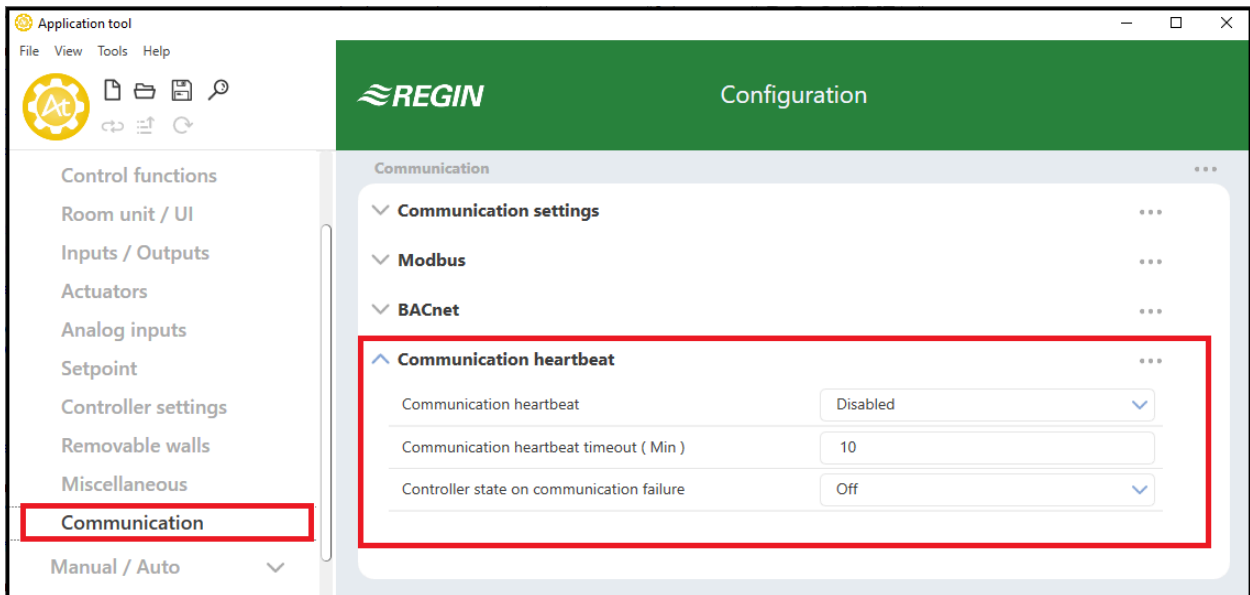 Application tool
File View Tools Help
At
REGIN
Configuration
Control functions
Room unit / UI
Inputs / Outputs
Actuators
Analog inputs
Setpoint
Controller settings
Removable walls
Miscellaneous
Communication
Manual / Auto
Communication
Communication settings
Modbus
BACnet
Communication heartbeat
Communication heartbeat Disabled
Communication heartbeat timeout ( Min ) 10
Controller state on communication failure Off